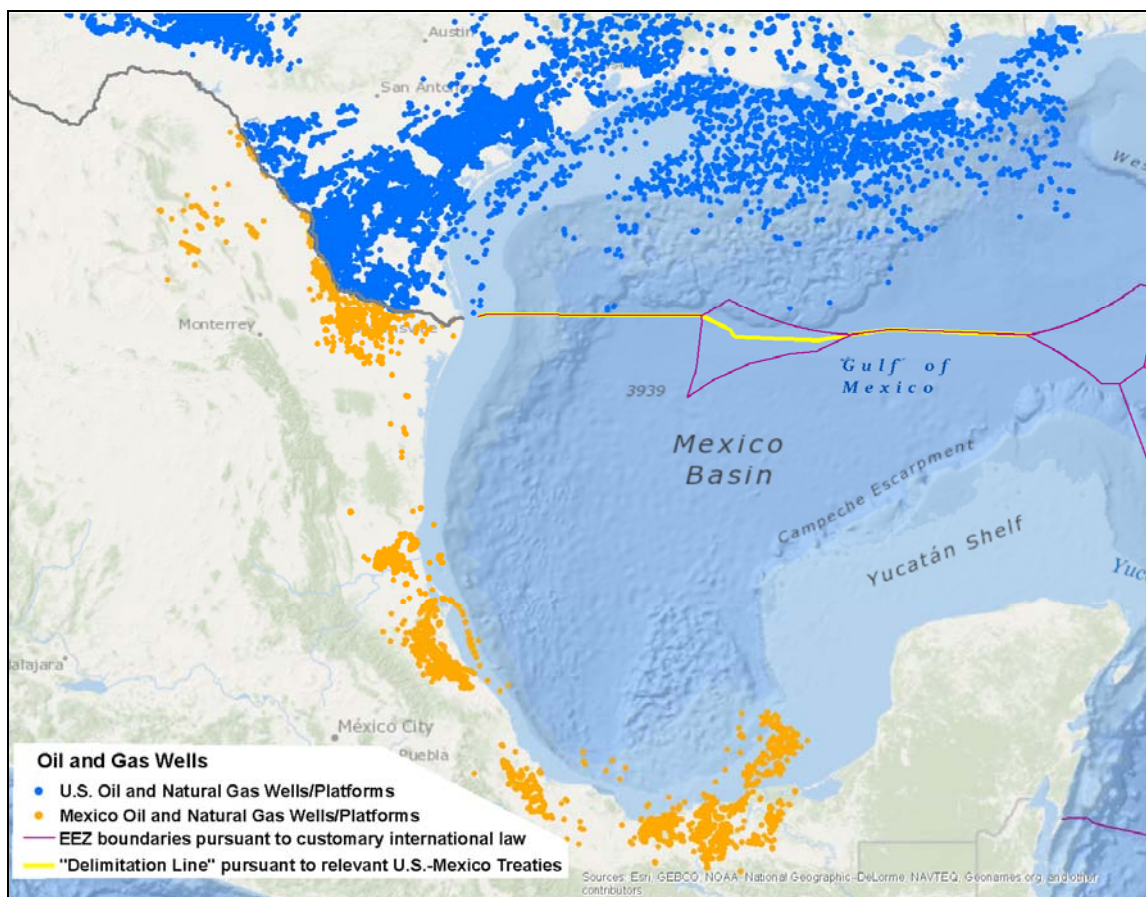 Austin
San Antonio
We
Monterrey
Gulf of
Mexico
3939
Mexico
Basin
Campeche Escarpment
Yucatán Shelf
Yuc
alajara
México City
Puebla
Oil and Gas Wells
U.S. Oil and Natural Gas Wells/Platforms
Mexico Oil and Natural Gas Wells/Platforms
EEZ boundaries pursuant to customary international law
"Delimitation Line" pursuant to relevant U.S.-Mexico Treaties
Sources: Esri, GEBCO, NOAA, National Geographic, DeLorme, NAVTEQ, Geonames.org, and other
contributors